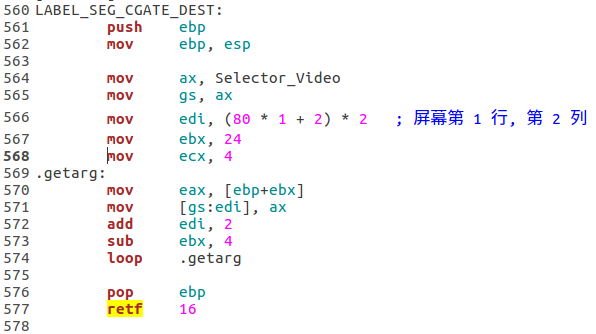 560 LABEL_SEG_CGATE_DEST:
561         push    ebp
562         mov     ebp, esp
563
564         mov     ax, Selector_Video
565         mov     gs, ax
566         mov     edi, (80 * 1 + 2) * 2   ; 屏幕第 1 行, 第 2 列
567         mov     ebx, 24
568         mov     ecx, 4
569 .getarg:
570         mov     eax, [ebp+ebx]
571         mov     [gs:edi], ax
572         add     edi, 2
573         sub     ebx, 4
574         loop    .getarg
575
576         pop     ebp
577         retf    16
578